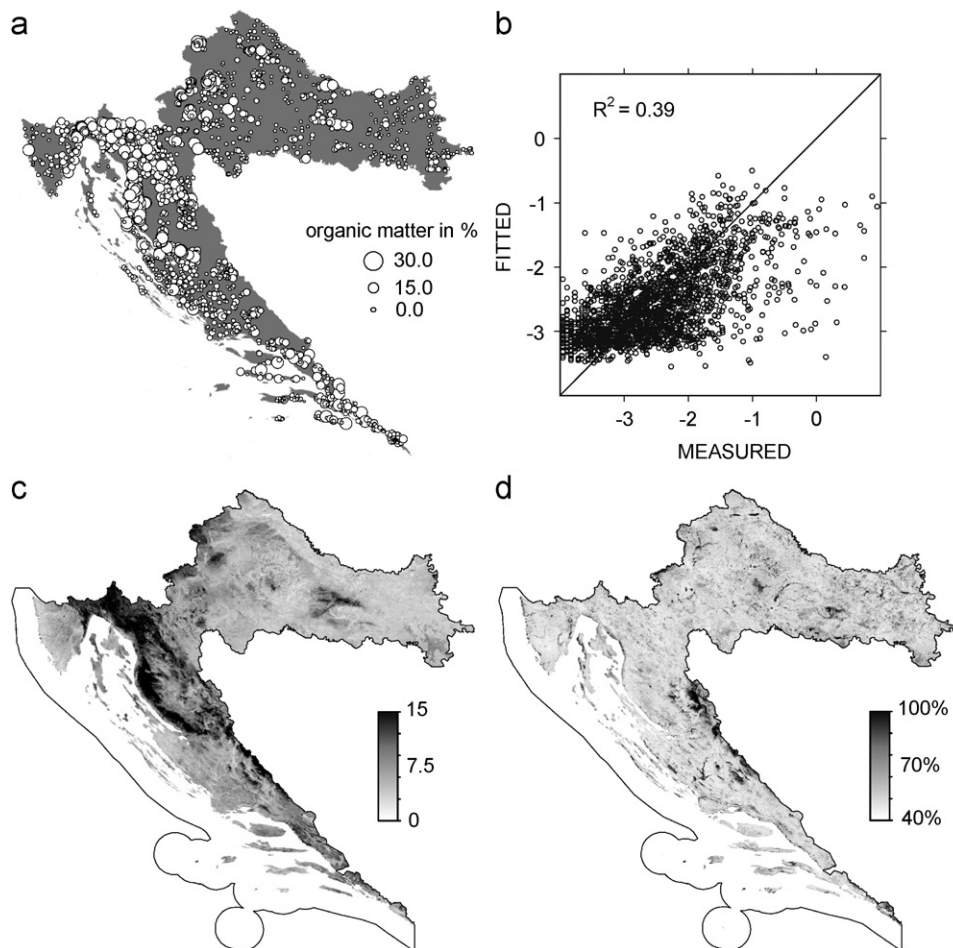 a
organic matter in %
30.0
15.0
0.0
b
R² = 0.39
0
-1
-2
-3
FITTED
-3 -2 -1 0
MEASURED
c
15
7.5
0
d
100%
70%
40%